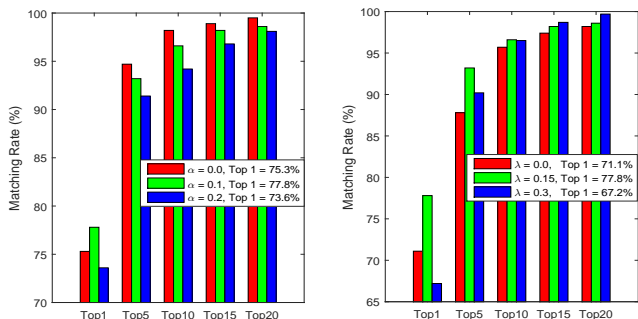 100
95
90
85
80
75
70
Matching Rate (%)
α = 0.0, Top 1 = 75.3%
α = 0.1, Top 1 = 77.8%
α = 0.2, Top 1 = 73.6%
Top1 Top5 Top10 Top15 Top20
100
95
90
85
80
75
70
65
Matching Rate (%)
λ = 0.0, Top 1 = 71.1%
λ = 0.15, Top 1 = 77.8%
λ = 0.3, Top 1 = 67.2%
Top1 Top5 Top10 Top15 Top20